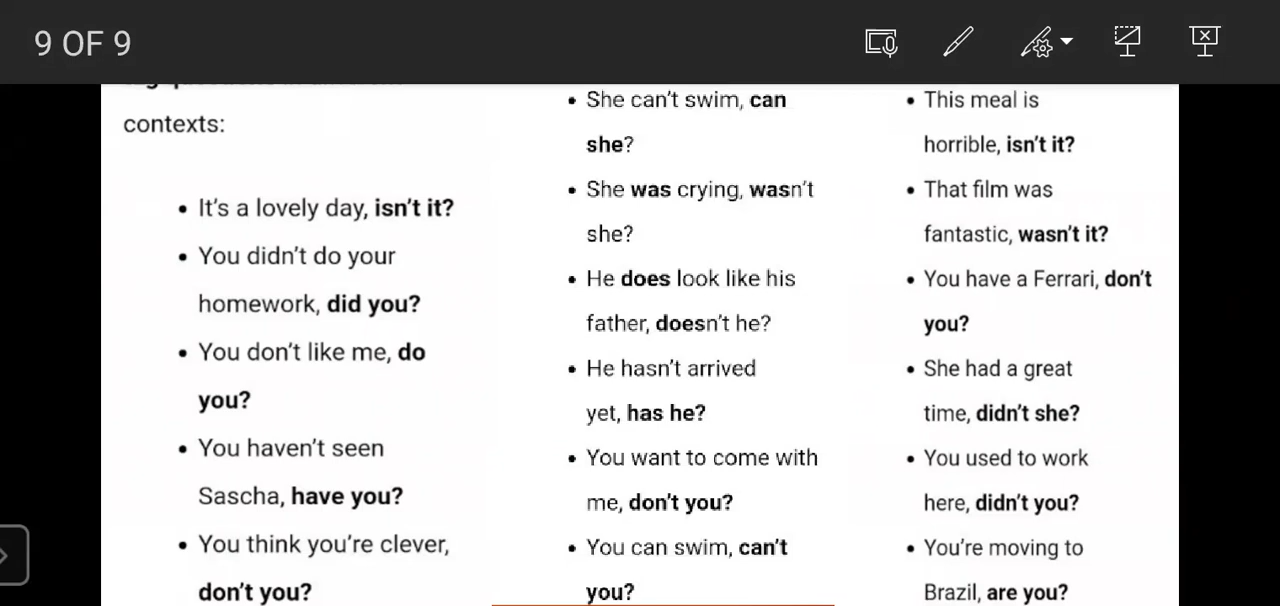 9 OF 9
contexts:
• It's a lovely day, isn't it?
• You didn't do your
homework, did you?
• You don't like me, do
you?
• You haven't seen
Sascha, have you?
• You think you're clever,
don't you?
• She can't swim, can
she?
• She was crying, wasn't
she?
• He does look like his
father, doesn't he?
• He hasn't arrived
yet, has he?
• You want to come with
me, don't you?
• You can swim, can't
you?
• This meal is
horrible, isn't it?
• That film was
fantastic, wasn't it?
• You have a Ferrari, don't
you?
• She had a great
time, didn't she?
• You used to work
here, didn't you?
• You're moving to
Brazil, are you?